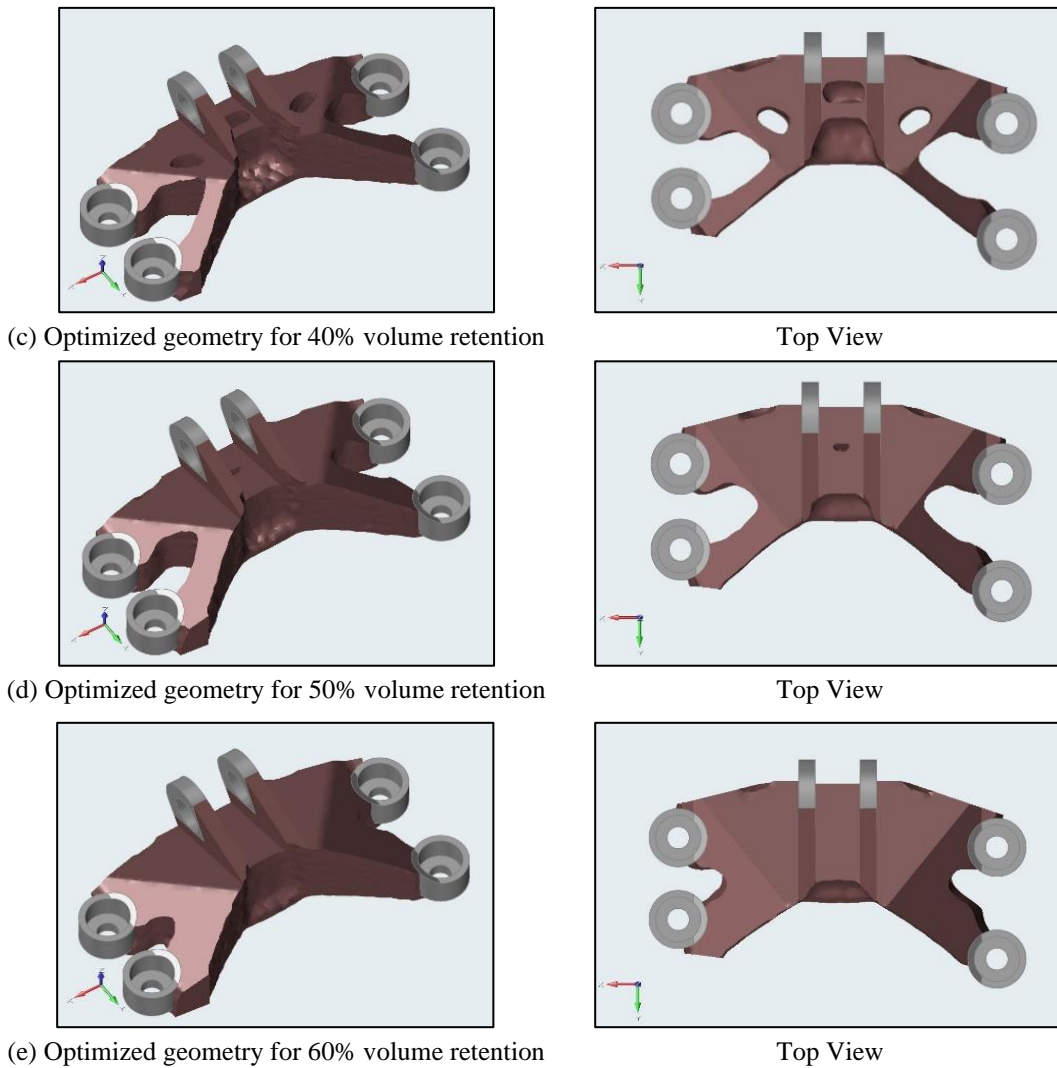 (c) Optimized geometry for 40% volume retention
Top View
(d) Optimized geometry for 50% volume retention
Top View
(e) Optimized geometry for 60% volume retention
Top View